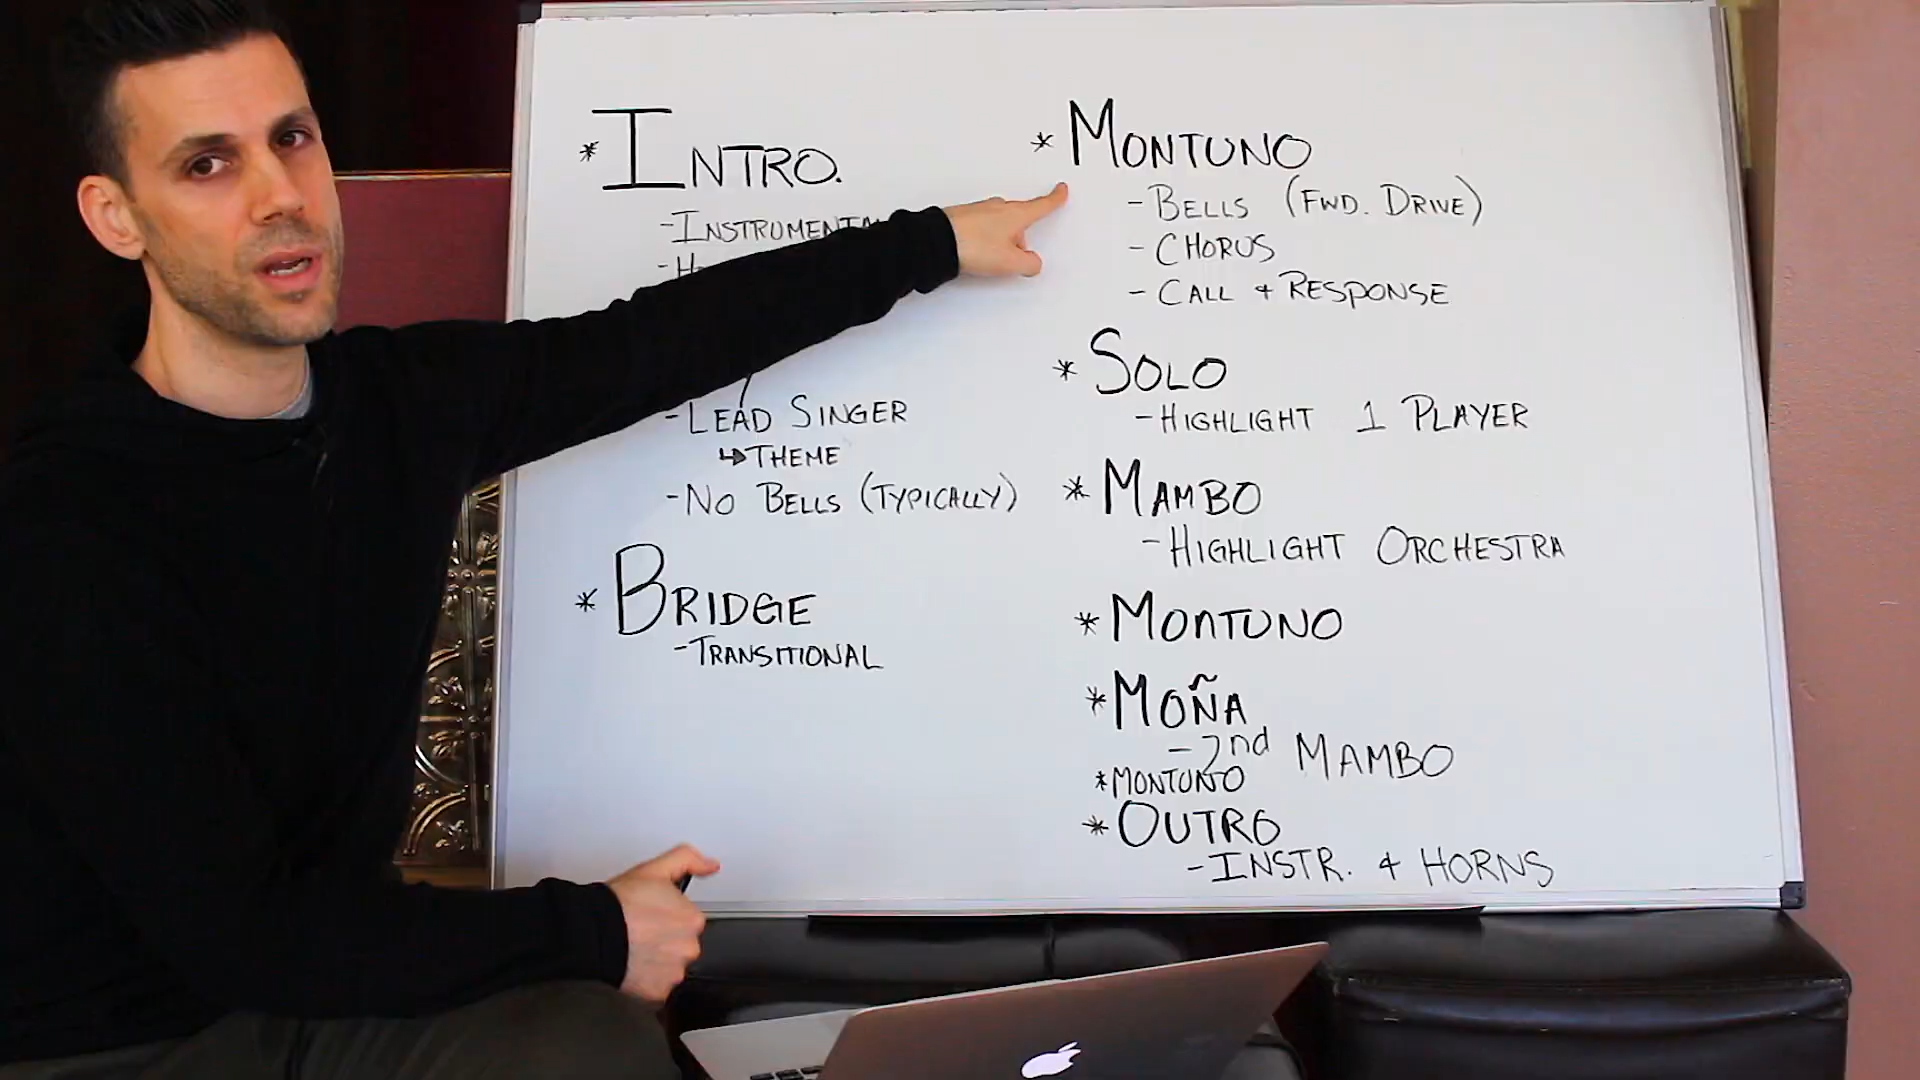 * INTRO.
- INSTRUMENTAL
* 
- LEAD SINGER
↳ THEME
- NO BELLS (TYPICALLY)
* BRIDGE
- TRANSITIONAL
* MONTUNO
- BELLS (FWD. DRIVE)
- CHORUS
- CALL & RESPONSE
* SOLO
- HIGHLIGHT 1 PLAYER
* MAMBO
- HIGHLIGHT ORCHESTRA
* MONTUNO
* MOÑA
- 2nd MAMBO
* MONTUNO
* OUTRO
- INSTR. & HORNS